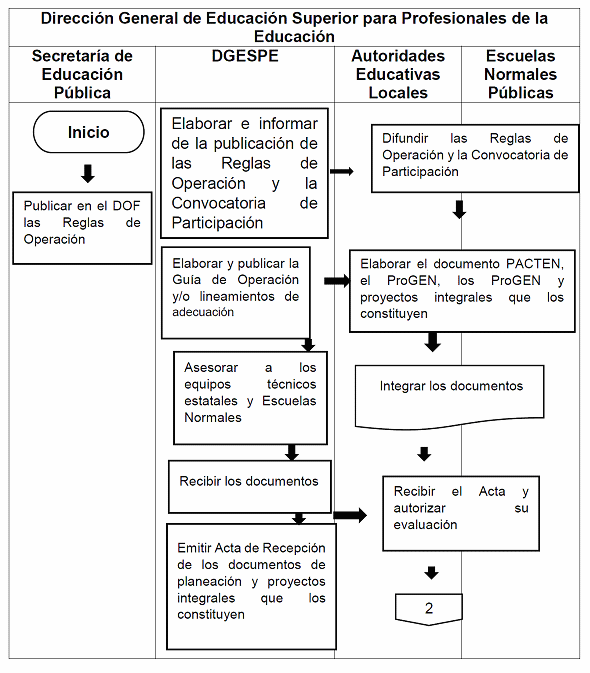 Dirección General de Educación Superior para Profesionales de la
Educación
Secretaría de
Educación
Pública
DGESPE
Autoridades
Educativas
Locales
Escuelas
Normales
Públicas
Inicio
Publicar en el DOF
las Reglas de
Operación
Elaborar e informar
de la publicación de
las Reglas de
Operación y la
Convocatoria de
Participación
Difundir las Reglas de
Operación y la Convocatoria de
Participación
Elaborar y publicar la
Guía de Operación
y/o lineamientos de
adecuación
Elaborar el documento PACTEN,
el ProGEN, los ProGEN y
proyectos integrales que los
constituyen
Asesorar a los
equipos técnicos
estatales y Escuelas
Normales
Integrar los documentos
Recibir los documentos
Recibir el Acta y
autorizar su
evaluación
Emitir Acta de Recepción
de los documentos de
planeación y proyectos
integrales que los
constituyen
2